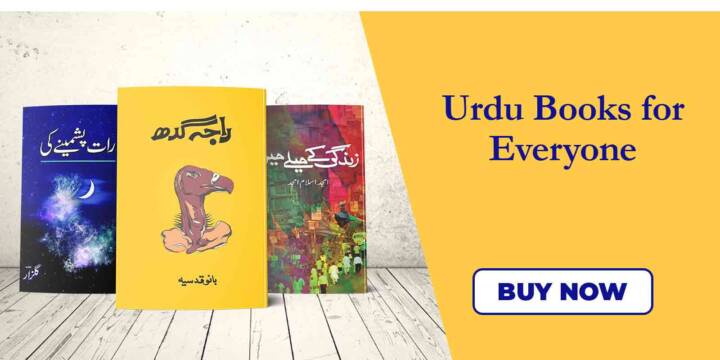 رات پشمینے کی
گلزار
راجہ گدھ
بانو قدسیہ
زندگی کے میلے میں
امجد اسلام امجد
Urdu Books for
Everyone
BUY NOW